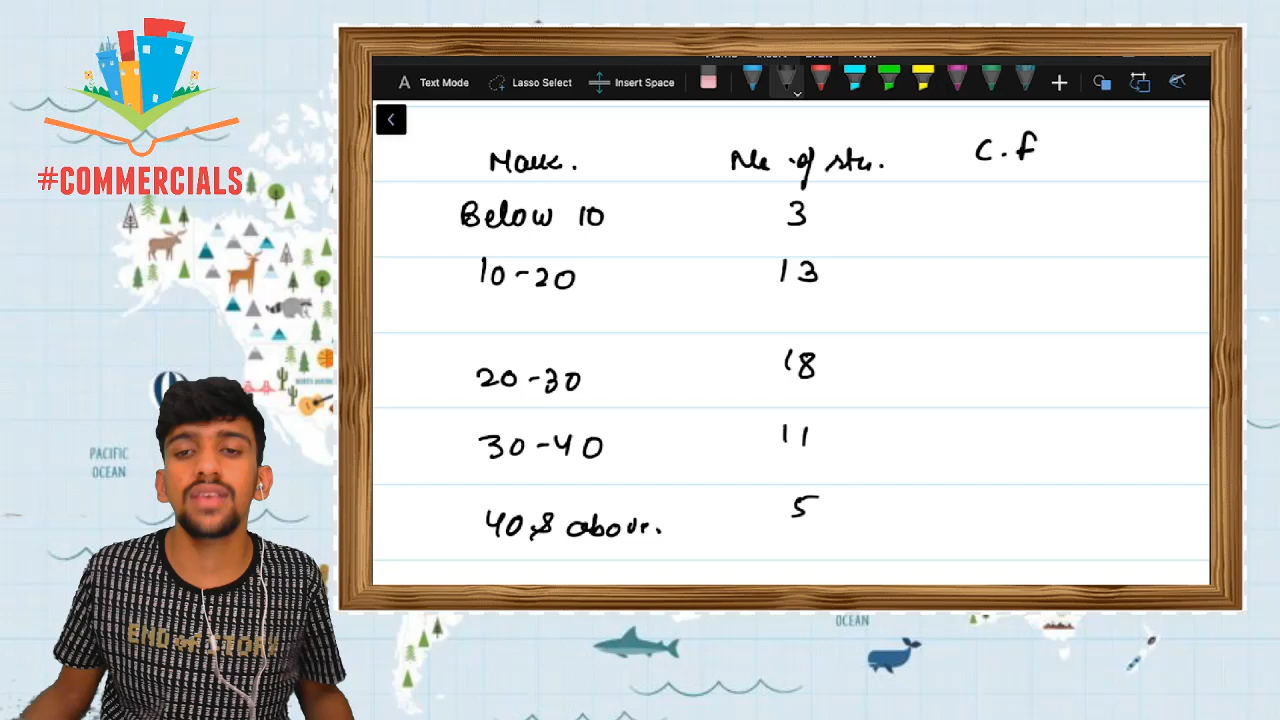 #COMMERCIALS
A Text Mode Lasso Select Insert Space
Mark. No. of stu. C.f
Below 10 3
10-20 13
20-30 18
30-40 11
40 & above. 5
PACIFIC
OCEAN
OCEAN
END OF STORY